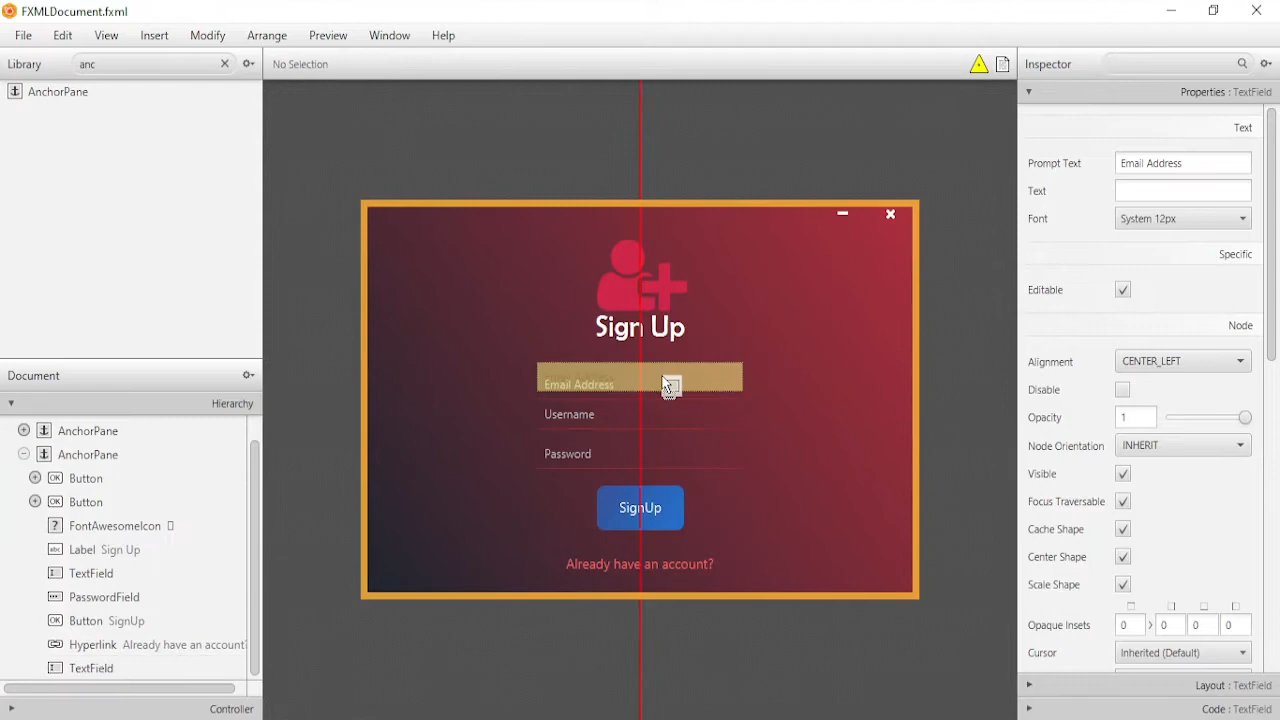 FXMLDocument.fxml
File Edit View Insert Modify Arrange Preview Window Help
Library anc
No Selection
Inspector
AnchorPane
Properties : TextField
Text
Prompt Text Email Address
Text
Font System 12px
Specific
Editable
Node
Alignment CENTER_LEFT
Disable
Opacity 1
Node Orientation INHERIT
Visible
Focus Traversable
Cache Shape
Center Shape
Scale Shape
Opaque Insets 0 0 0 0
Cursor Inherited (Default)
Layout : TextField
Code : TextField
Sign Up
Email Address
Username
Password
SignUp
Already have an account?
Document
Hierarchy
AnchorPane
AnchorPane
OK Button
OK Button
? FontAwesomeIcon
abc Label Sign Up
TextField
PasswordField
OK Button SignUp
Hyperlink Already have an account?
TextField
Controller